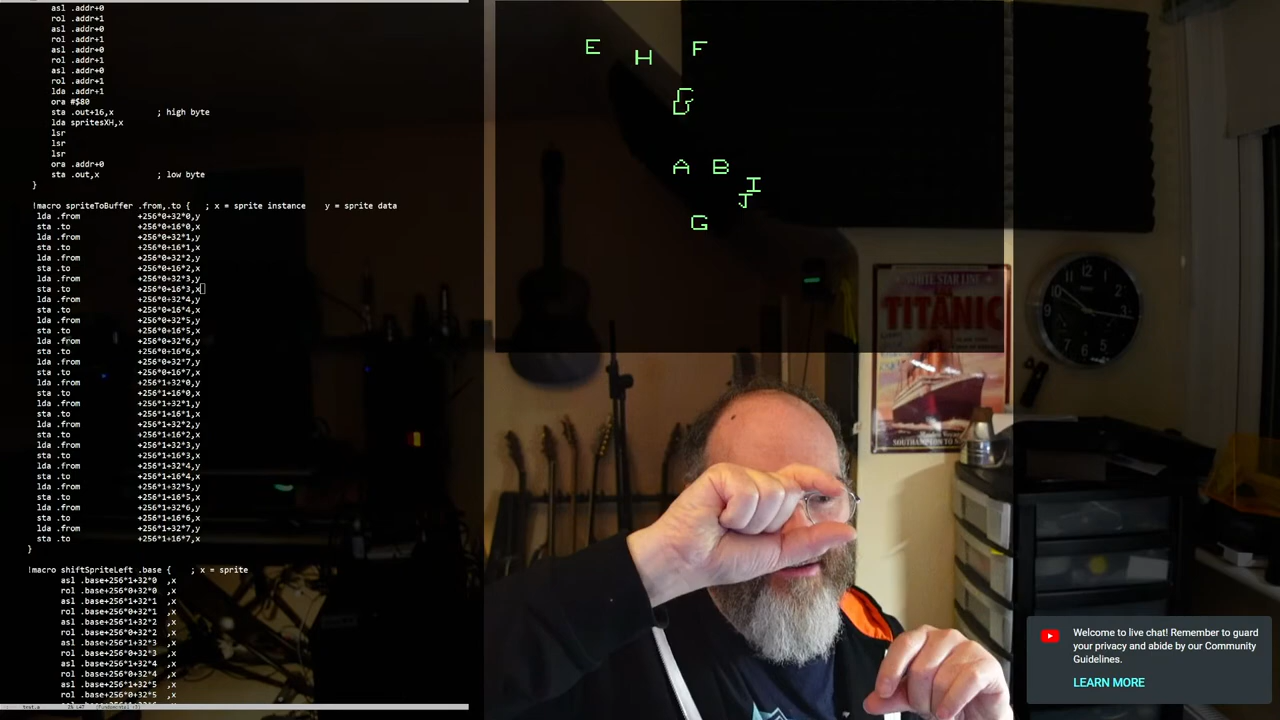 asl .addr+0
rol .addr+1
asl .addr+0
rol .addr+1
asl .addr+0
rol .addr+1
asl .addr+0
rol .addr+1
lda .addr+1
ora #$80
sta .out+16,x ; high byte
lda spritesXH,x
lsr
lsr
lsr
ora .addr+0
sta .out,x ; low byte
}
!macro spriteToBuffer .from,.to { ; x = sprite instance y = sprite data
lda .from +256*0+32*0,y
sta .to +256*0+16*0,x
lda .from +256*0+32*1,y
sta .to +256*0+16*1,x
lda .from +256*0+32*2,y
sta .to +256*0+16*2,x
lda .from +256*0+32*3,y
sta .to +256*0+16*3,x
lda .from +256*0+32*4,y
sta .to +256*0+16*4,x
lda .from +256*0+32*5,y
sta .to +256*0+16*5,x
lda .from +256*0+32*6,y
sta .to +256*0+16*6,x
lda .from +256*0+32*7,y
sta .to +256*0+16*7,x
lda .from +256*1+32*0,y
sta .to +256*1+16*0,x
lda .from +256*1+32*1,y
sta .to +256*1+16*1,x
lda .from +256*1+32*2,y
sta .to +256*1+16*2,x
lda .from +256*1+32*3,y
sta .to +256*1+16*3,x
lda .from +256*1+32*4,y
sta .to +256*1+16*4,x
lda .from +256*1+32*5,y
sta .to +256*1+16*5,x
lda .from +256*1+32*6,y
sta .to +256*1+16*6,x
lda .from +256*1+32*7,y
sta .to +256*1+16*7,x
}
!macro shiftSpriteLeft .base { ; x = sprite
asl .base+256*1+32*0 ,x
rol .base+256*0+32*0 ,x
asl .base+256*1+32*1 ,x
rol .base+256*0+32*1 ,x
asl .base+256*1+32*2 ,x
rol .base+256*0+32*2 ,x
asl .base+256*1+32*3 ,x
rol .base+256*0+32*3 ,x
asl .base+256*1+32*4 ,x
rol .base+256*0+32*4 ,x
asl .base+256*1+32*5 ,x
rol .base+256*0+32*5 ,x
E H F
A B
I
J
G
WHITE STAR LINE
TITANIC
SOUTHAMPTON TO
12
2
3
4
5
6
7
8
10
Welcome to live chat! Remember to guard
your privacy and abide by our Community
Guidelines.
LEARN MORE